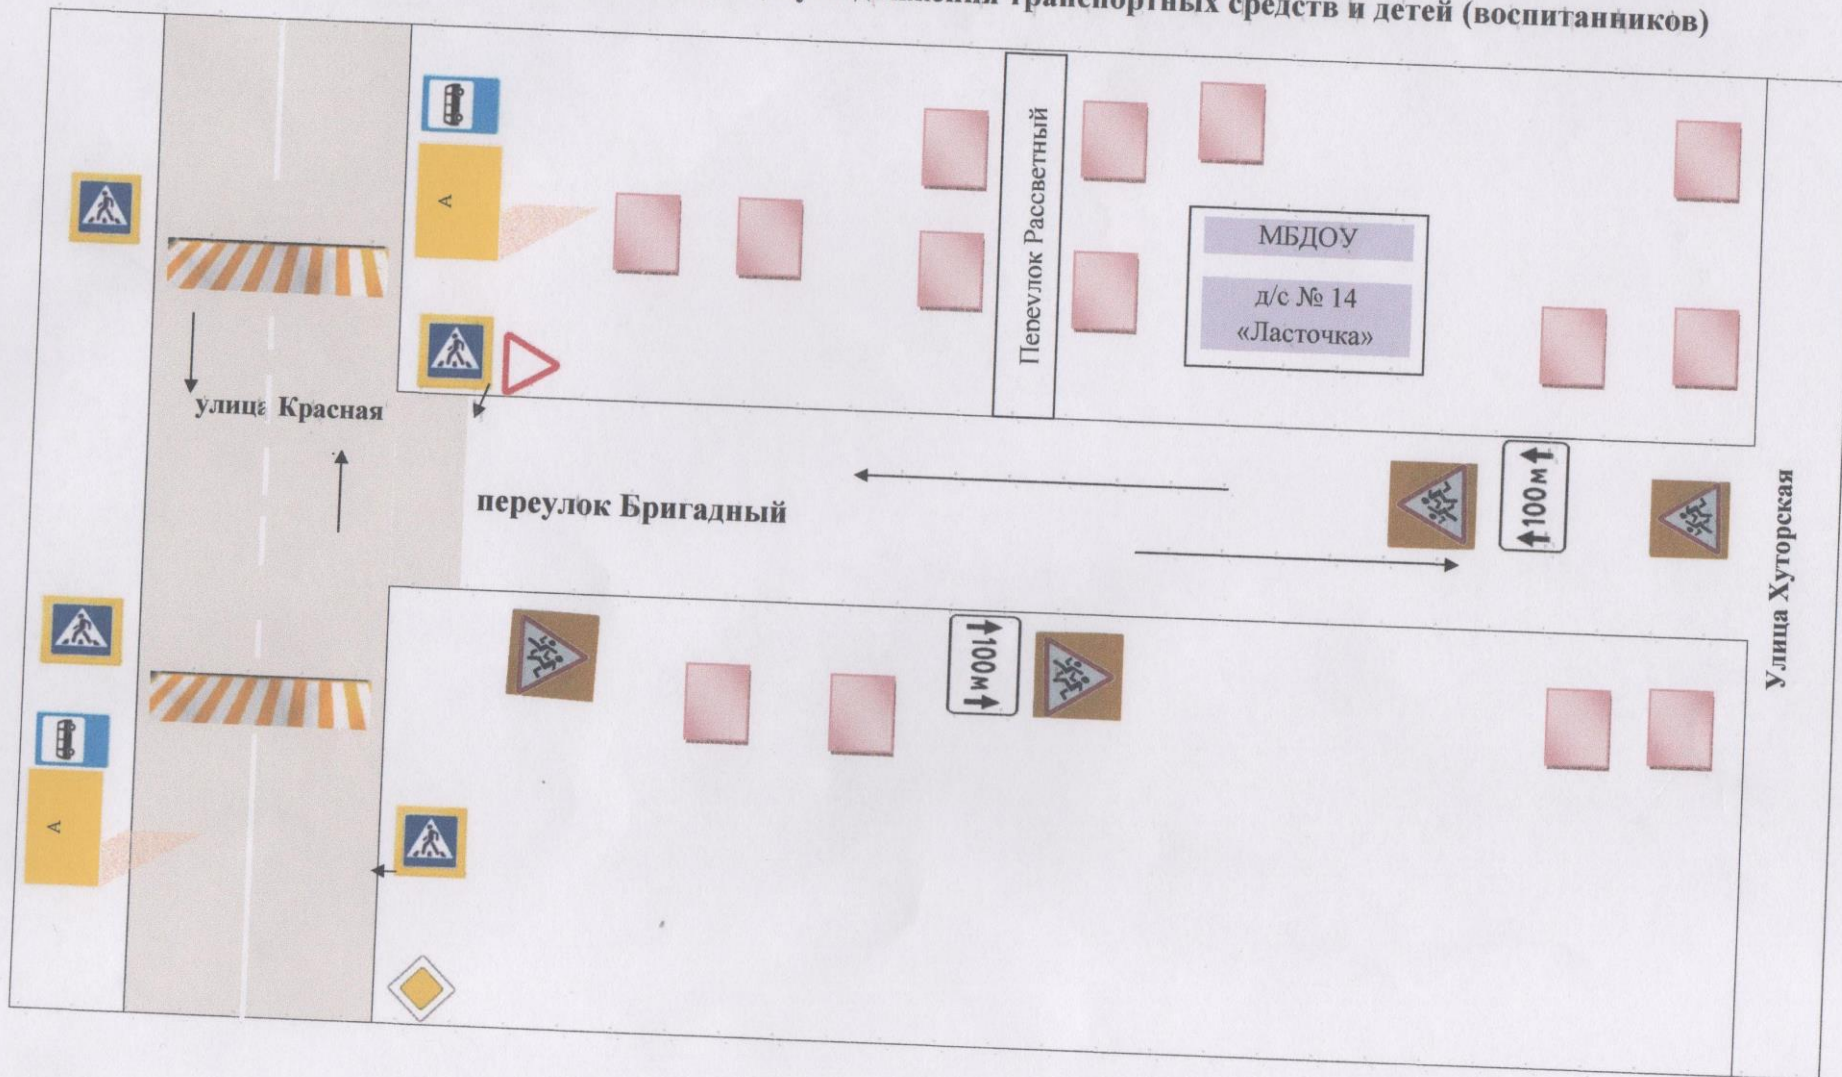 транспортных средств и детей (воспитанников)
А
Переулок Рассветный
МБДОУ
д/с № 14
«Ласточка»
улица Красная
переулок Бригадный
100м
Улица Хуторская
100м
А